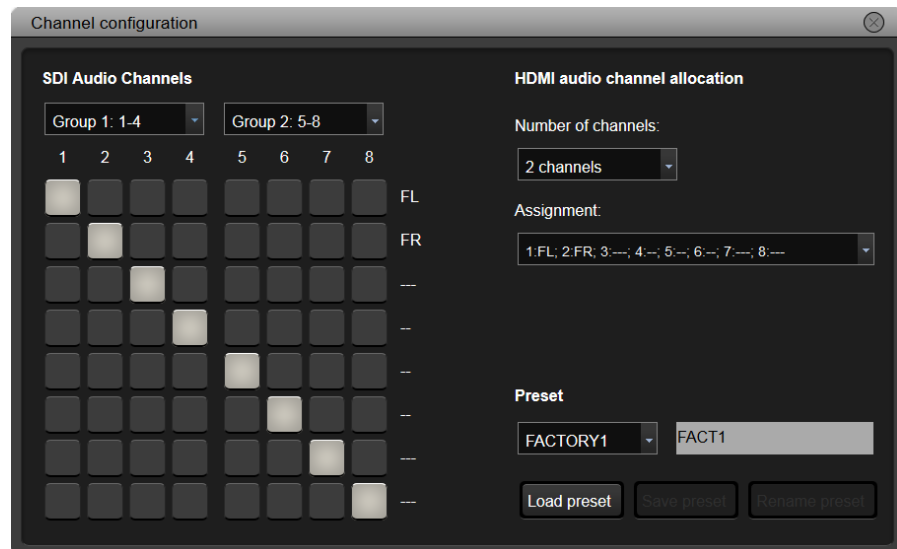 Channel configuration
SDI Audio Channels
Group 1: 1-4
Group 2: 5-8
1 2 3 4 5 6 7 8
FL
FR
---
--
--
--
---
---
HDMI audio channel allocation
Number of channels:
2 channels
Assignment:
1:FL; 2:FR; 3:---; 4:--; 5:--; 6:--; 7:---; 8:---
Preset
FACTORY1
FACT1
Load preset
Save preset
Rename preset